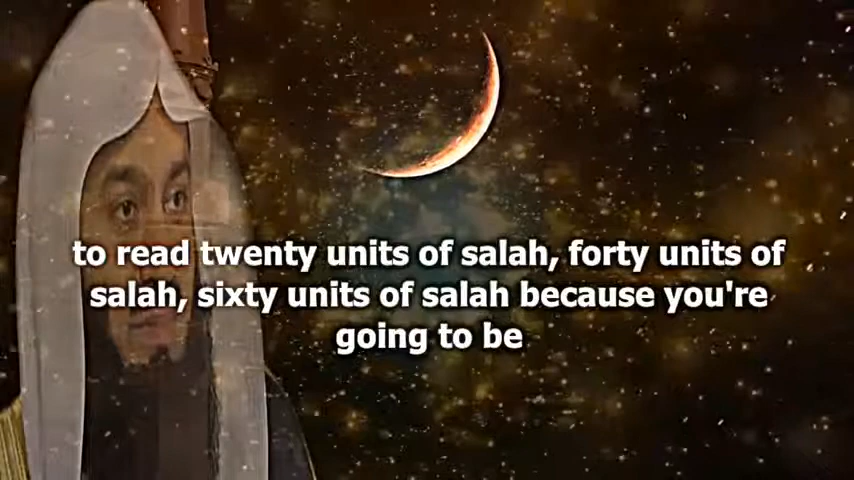 to read twenty units of salah, forty units of
salah, sixty units of salah because you're
going to be